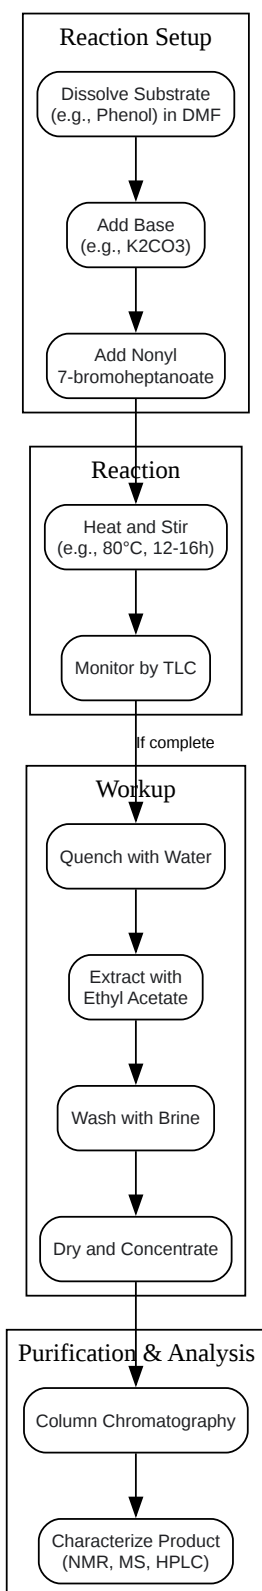 Reaction Setup
Dissolve Substrate
(e.g., Phenol) in DMF
Add Base
(e.g., K2CO3)
Add Nonyl
7-bromoheptanoate
Reaction
Heat and Stir
(e.g., 80°C, 12-16h)
Monitor by TLC
If complete
Workup
Quench with Water
Extract with
Ethyl Acetate
Wash with Brine
Dry and Concentrate
Purification & Analysis
Column Chromatography
Characterize Product
(NMR, MS, HPLC)